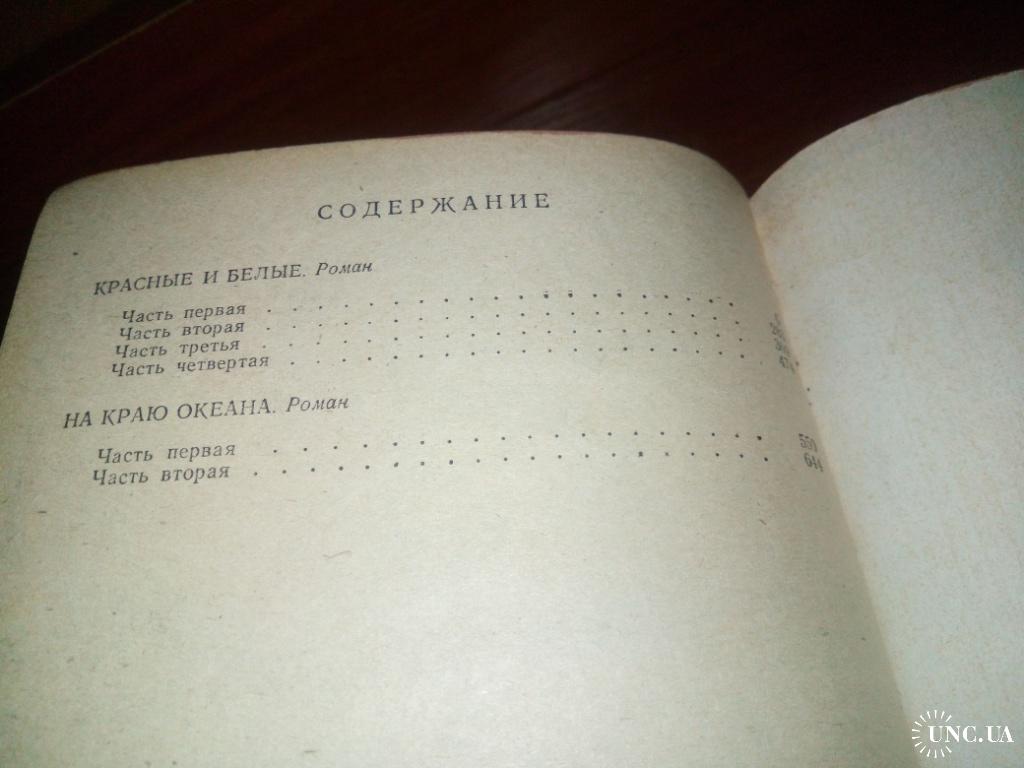 СОДЕРЖАНИЕ
КРАСНЫЕ И БЕЛЫЕ. Роман
Часть первая
Часть вторая
Часть третья
Часть четвертая
НА КРАЮ ОКЕАНА. Роман
Часть первая
Часть вторая . . . . . . . . . . . . . . . . . . . 644
UNC.UA